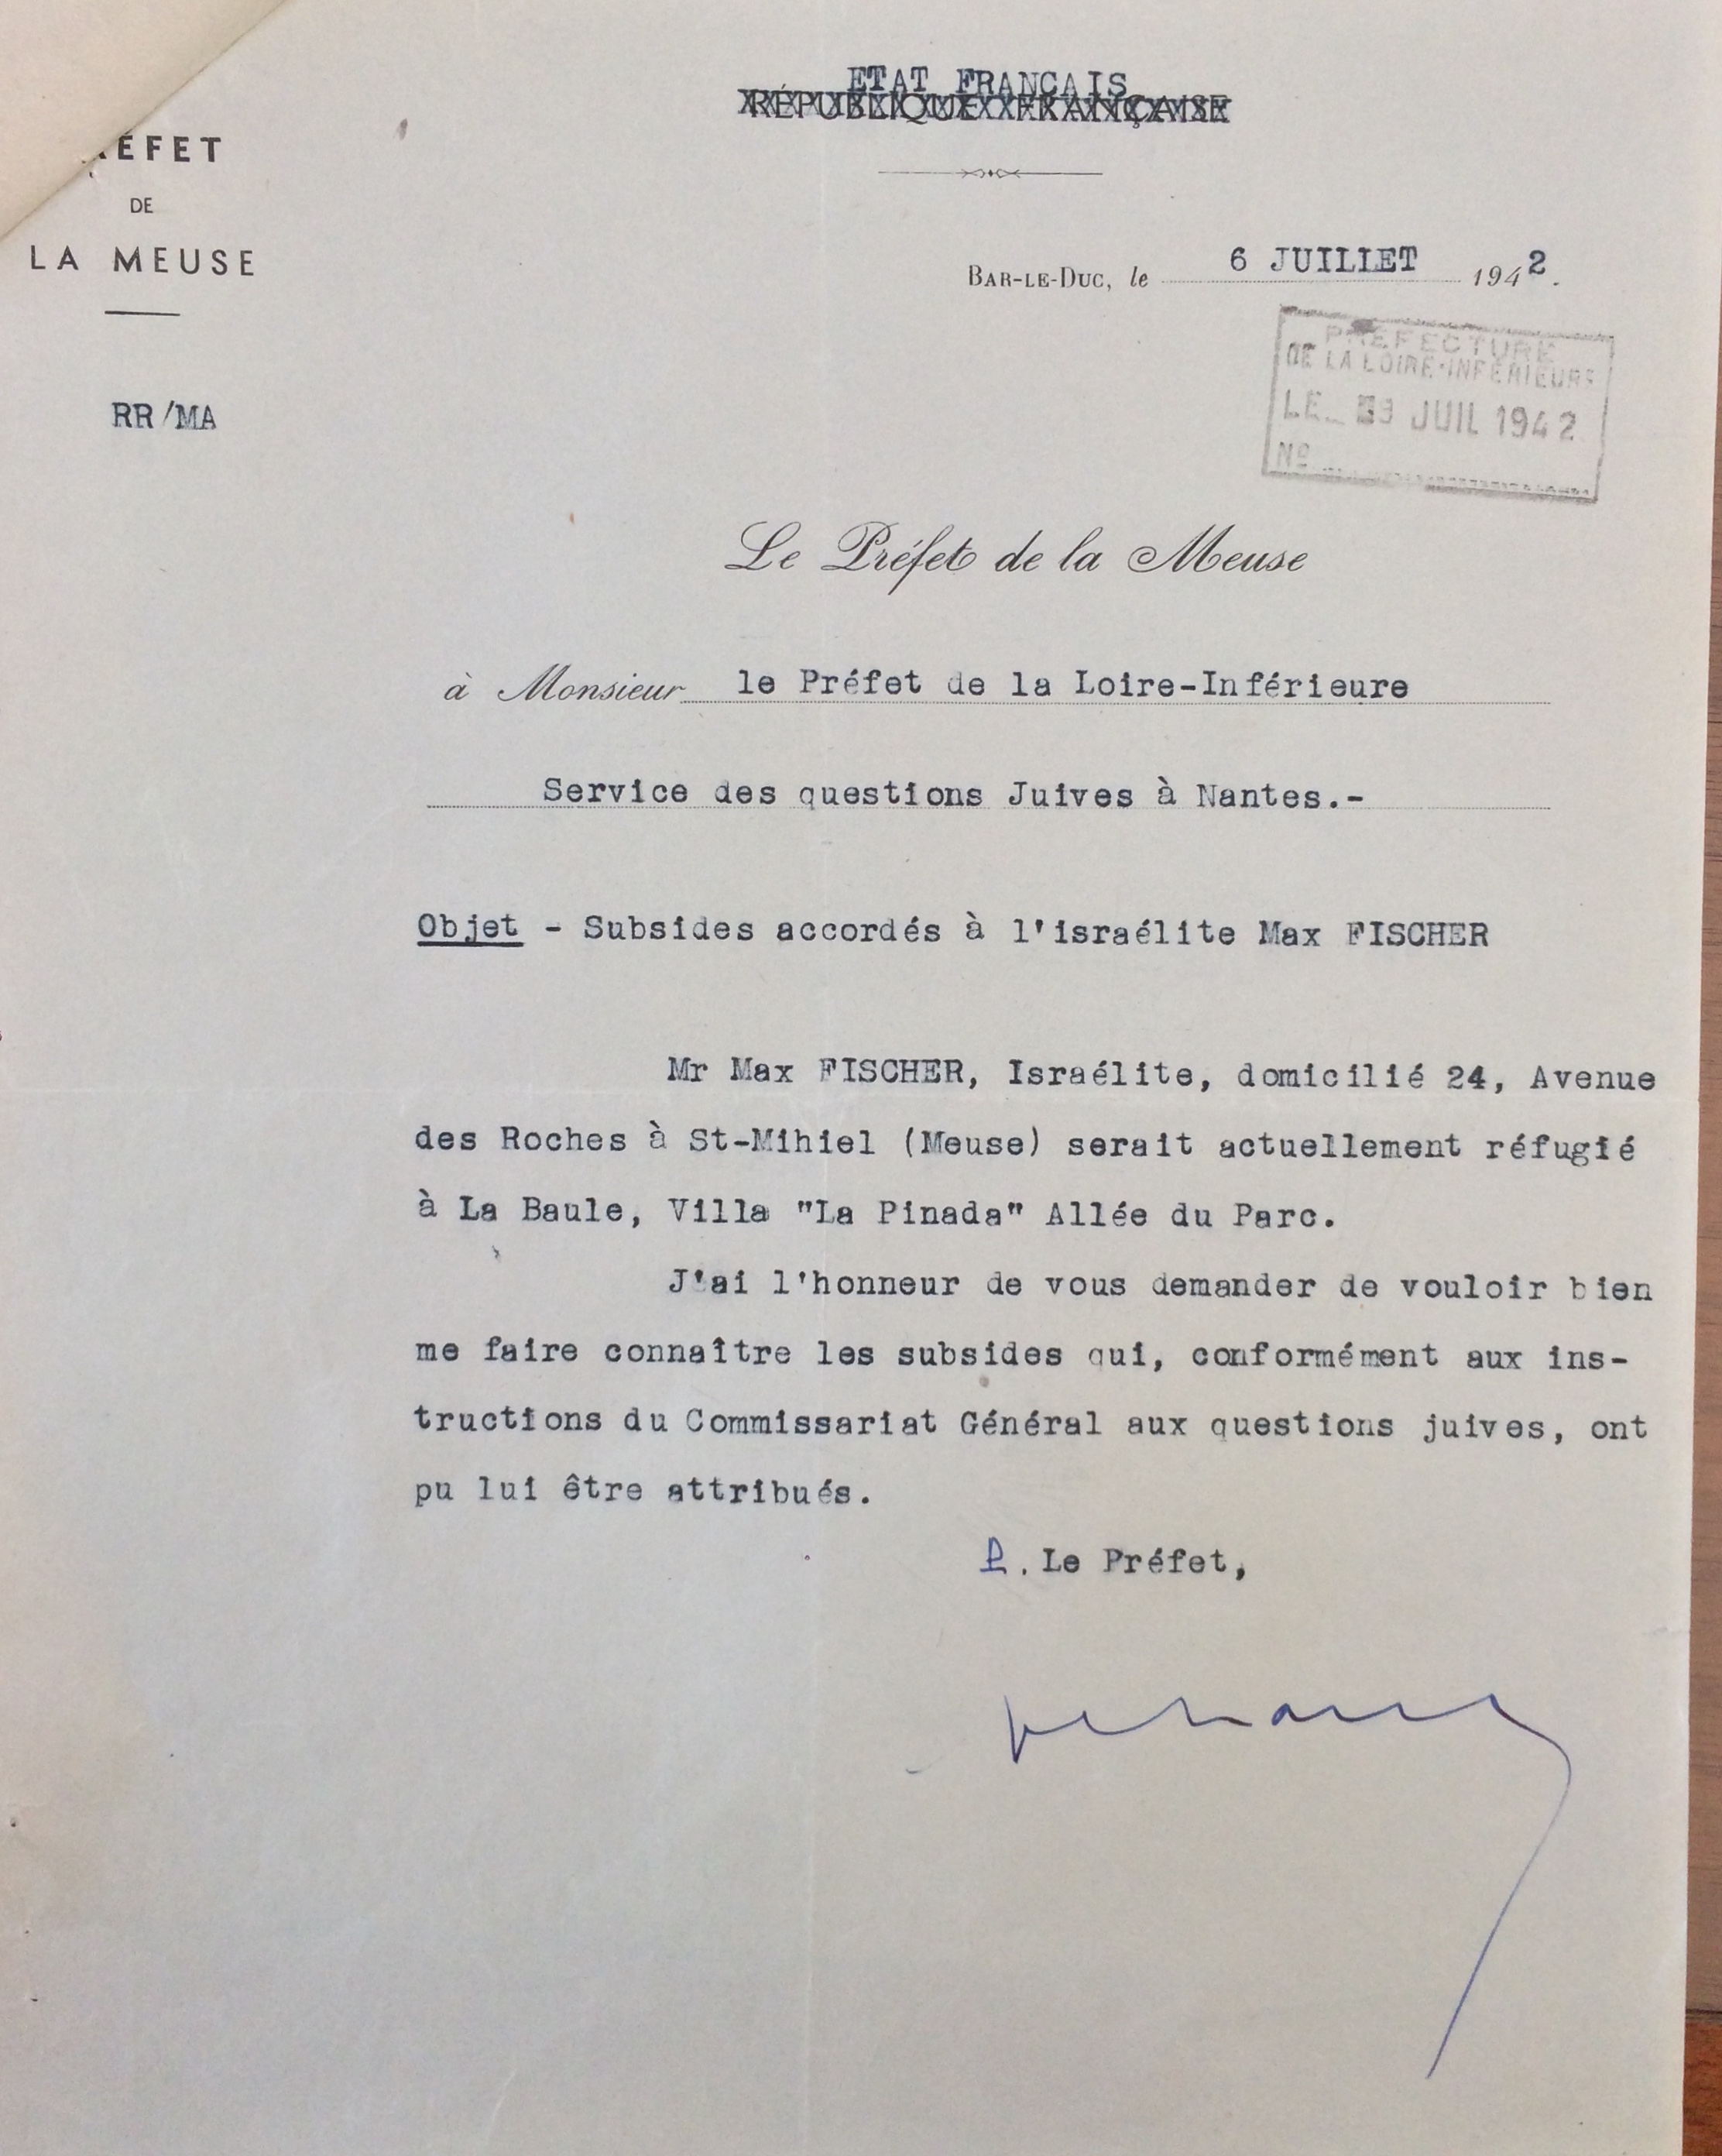 ETAT FRANCAIS
RÉPUBLIQUE FRANÇAISE
DE
LA MEUSE
BAR-LE-DUC, le 6 JUILLET 1942.
PREFECTURE
DE LA LOIRE-INFERIEURE
LE JUIL 1942
Nº
RR/MA
Le Préfet de la Meuse
à Monsieur le Préfet de la Loire-Inférieure
Service des questions Juives à Nantes.-
Objet - Subsides accordés à l'israélite Max FISCHER
Mr Max FISCHER, Israélite, domicilié 24, Avenue
des Roches à St-Mihiel (Meuse) serait actuellement réfugié
à La Baule, Villa "La Pinada" Allée du Parc.
J'ai l'honneur de vous demander de vouloir bien
me faire connaître les subsides qui, conformément aux ins-
tructions du Commissariat Général aux questions juives, ont
pu lui être attribués.
P. Le Préfet,